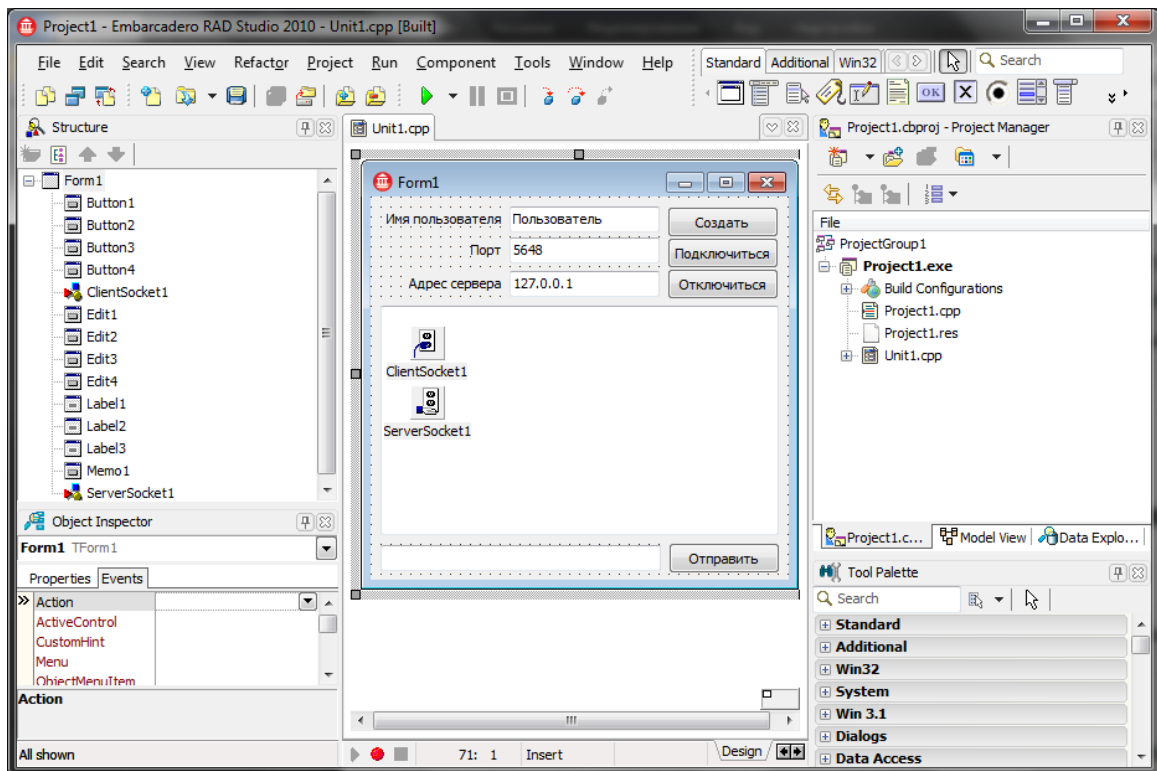 Project1 - Embarcadero RAD Studio 2010 - Unit1.cpp [Built]
File Edit Search View Refactor Project Run Component Tools Window Help
Standard Additional Win32 Search
OK
Structure
Form1
Button1
Button2
Button3
Button4
ClientSocket1
Edit1
Edit2
Edit3
Edit4
Label1
Label2
Label3
Memo1
ServerSocket1
Object Inspector
Form1 TForm1
Properties Events
Action
ActiveControl
CustomHint
Menu
ObjectMenuItem
Action
All shown
Unit1.cpp
Form1
Имя пользователя Пользователь Создать
Порт 5648 Подключиться
Адрес сервера 127.0.0.1 Отключиться
ClientSocket1
ServerSocket1
Отправить
71: 1 Insert Design
Project1.cbproj - Project Manager
File
ProjectGroup1
Project1.exe
Build Configurations
Project1.cpp
Project1.res
Unit1.cpp
Project1.c... Model View Data Explo...
Tool Palette
Search
Standard
Additional
Win32
System
Win 3.1
Dialogs
Data Access